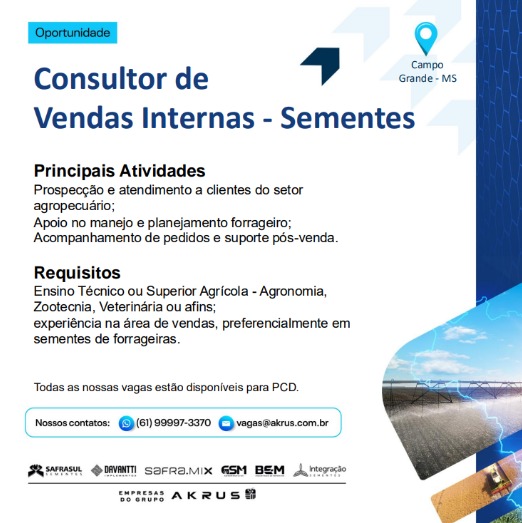 Oportunidade
Campo
Grande - MS
Consultor de
Vendas Internas - Sementes
Principais Atividades
Prospecção e atendimento a clientes do setor
agropecuário;
Apoio no manejo e planejamento forrageiro;
Acompanhamento de pedidos e suporte pós-venda.
Requisitos
Ensino Técnico ou Superior Agrícola - Agronomia,
Zootecnia, Veterinária ou afins;
experiência na área de vendas, preferencialmente em
sementes de forrageiras.
Todas as nossas vagas estão disponíveis para PCD.
Nossos contatos: (61) 99997-3370 vagas@akrus.com.br
SAFRASUL SEMENTES DAVANTTI IMPLEMENTOS SAFRA.MIX GSM BEM Integração SEMENTES
EMPRESAS
DO GRUPO AKRUS